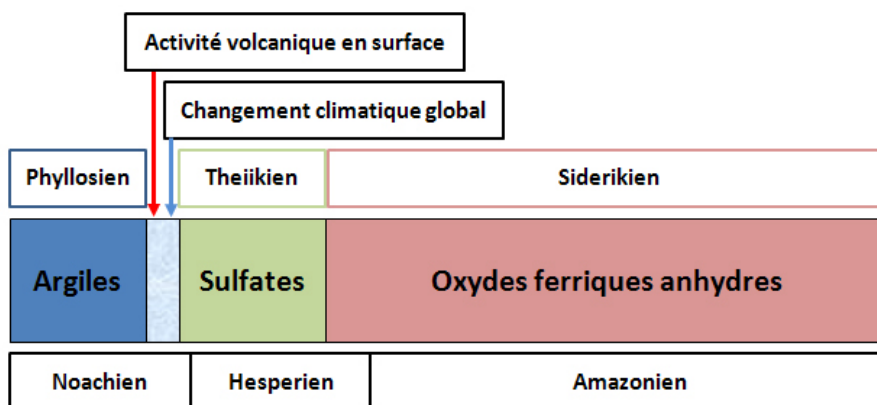 Activité volcanique en surface
Changement climatique global
Phyllosien
Theiikien
Siderikien
Argiles
Sulfates
Oxydes ferriques anhydres
Noachien
Hesperien
Amazonien